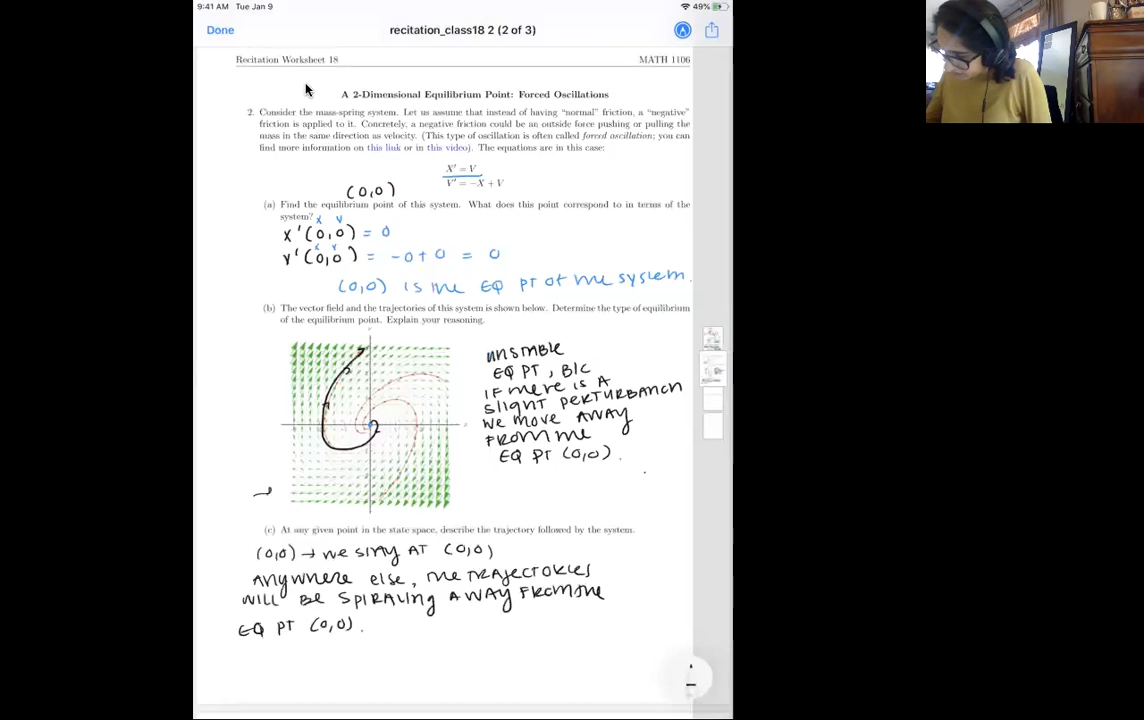 9:41 AM Tue Jan 9
49%
Done
recitation_class18 2 (2 of 3)
Recitation Worksheet 18
MATH 1106
A 2-Dimensional Equilibrium Point: Forced Oscillations
2. Consider the mass-spring system. Let us assume that instead of having "normal" friction, a "negative"
friction is applied to it. Concretely, a negative friction could be an outside force pushing or pulling the
mass in the same direction as velocity. (This type of oscillation is often called forced oscillation; you can
find more information on this link or in this video). The equations are in this case:
X' = V
V' = -X + V
(0,0)
(a) Find the equilibrium point of this system. What does this point correspond to in terms of the
system?
X V
X'(0,0) = 0
X V
V'(0,0) = -0+0 = 0
(0,0) is the EQ PT of the system.
(b) The vector field and the trajectories of this system is shown below. Determine the type of equilibrium
of the equilibrium point. Explain your reasoning.
UNSTABLE
EQ PT, B/C
IF THERE IS A
SLIGHT PERTURBANCH
WE MOVE AWAY
FROM THE
EQ PT (0,0).
(c) At any given point in the state space, describe the trajectory followed by the system.
(0,0) → WE STAY AT (0,0)
ANYWHERE ELSE, THE TRAJECTORIES
WILL BE SPIRALING AWAY FROM THE
EQ PT (0,0).